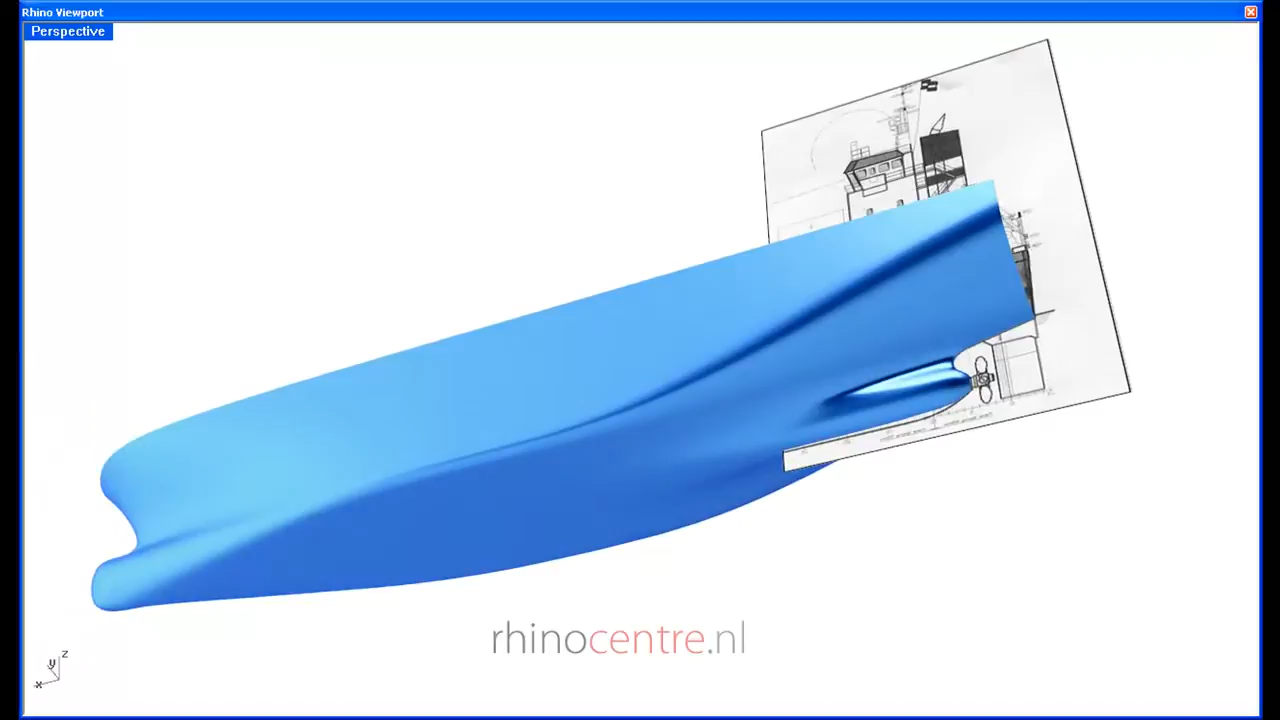 Rhino Viewport
Perspective
z
y
x
rhinocentre.nl